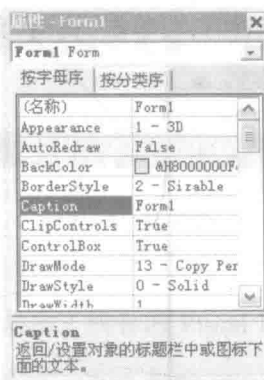 属性 - Form1
Form1 Form
按字母序 按分类序
(名称) Form1
Appearance 1 - 3D
AutoRedraw False
BackColor &H8000000F&
BorderStyle 2 - Sizable
Caption Form1
ClipControls True
ControlBox True
DrawMode 13 - Copy Per
DrawStyle 0 - Solid
DrawWidth 1
Caption
返回/设置对象的标题栏中或图标下
面的文本。